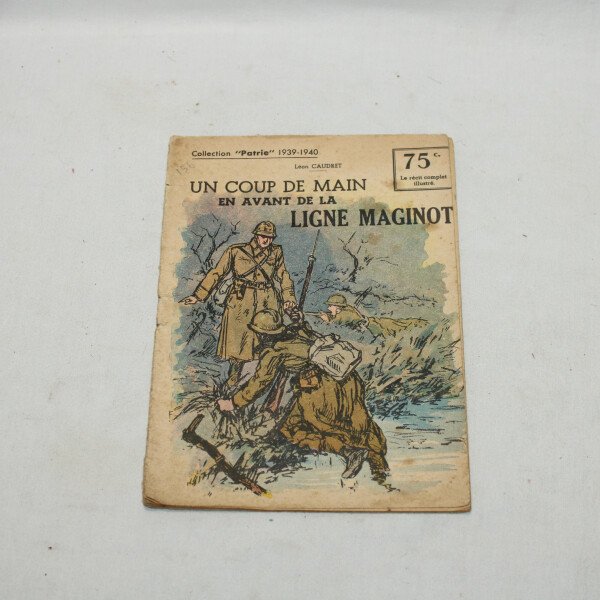 Collection "Patrie" 1939-1940
Léon CAUDRET
75 C.
Le récit complet
illustré.
UN COUP DE MAIN
EN AVANT DE LA
LIGNE MAGINOT